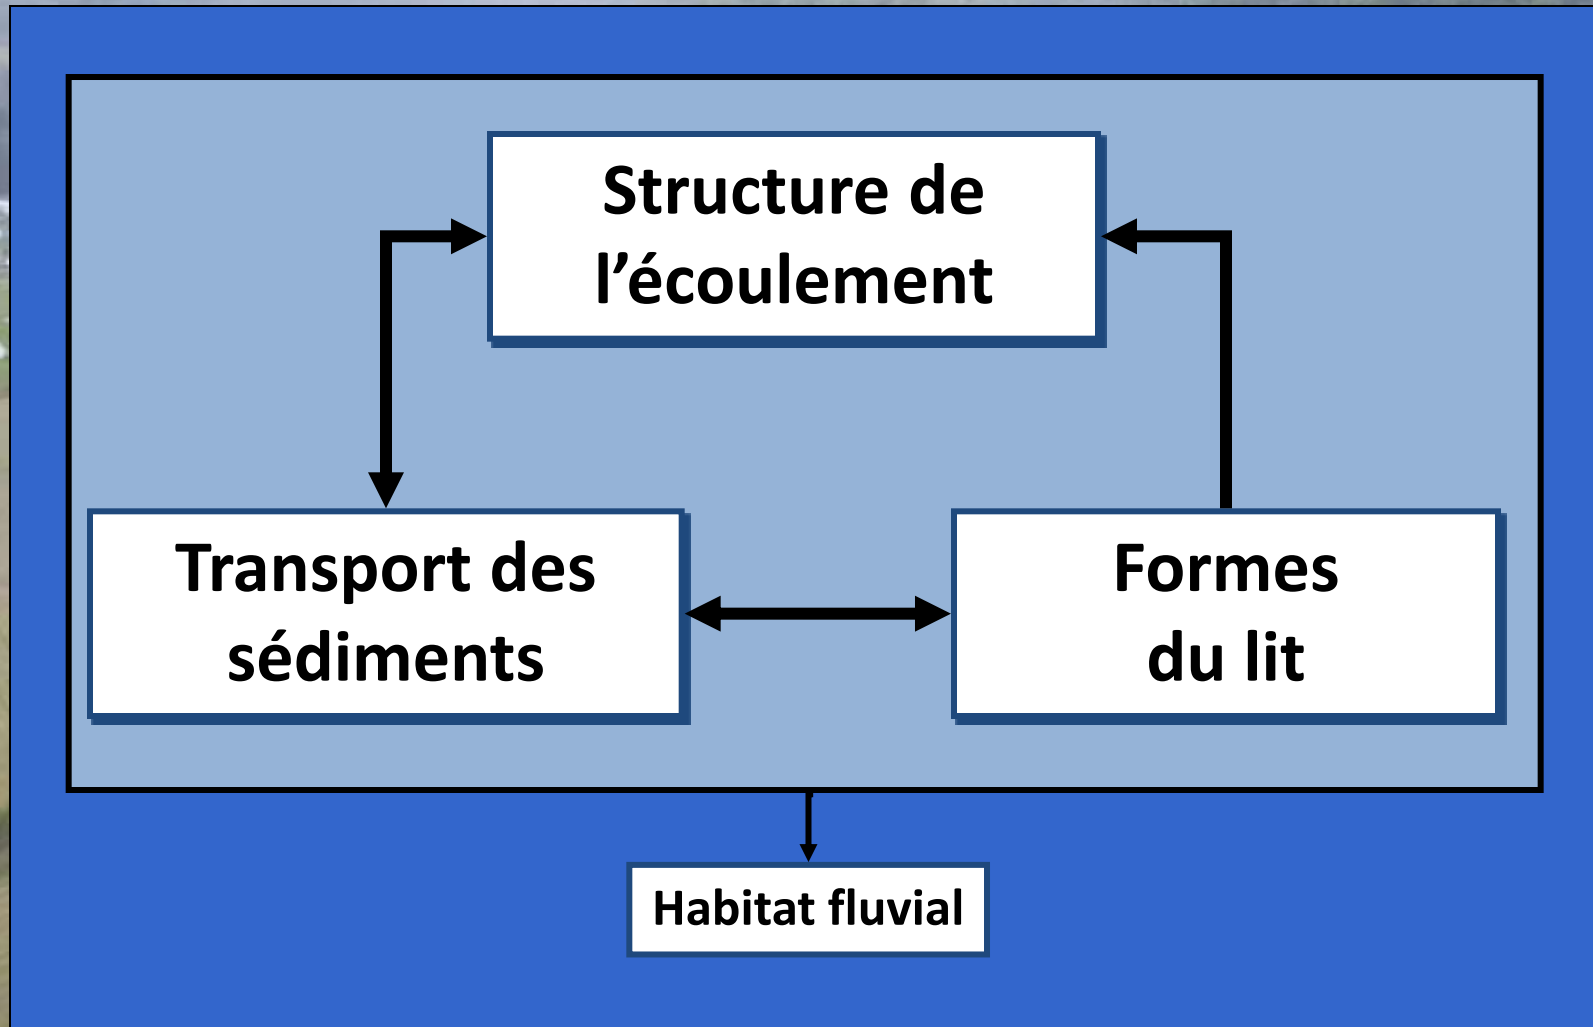 Structure de
l’écoulement
Transport des
sédiments
Formes
du lit
Habitat fluvial